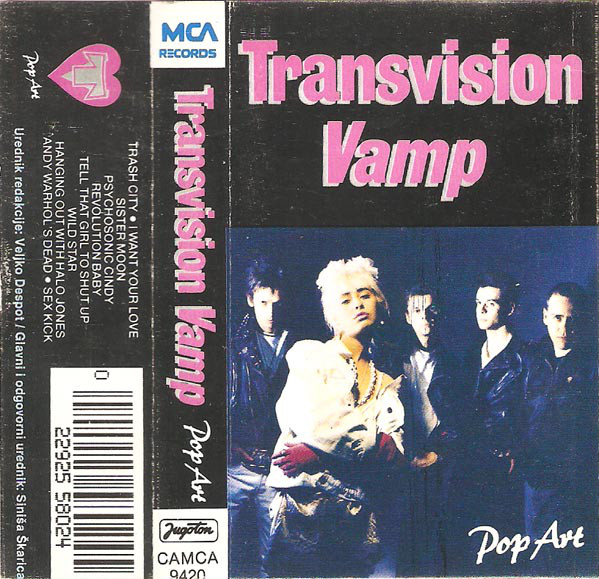 Pop Art
TRASH CITY • I WANT YOUR LOVE
SISTER MOON
PSYCHOSONIC CINDY
REVOLUTION BABY
TELL THAT GIRL TO SHUT UP
WILD STAR
HANGING OUT WITH HALO JONES
ANDY WARHOL'S DEAD • SEX KICK
Urednik redakcije: Veljko Despot / Glavni i odgovorni urednik: Siniša Škarica
0
22925 58024
MCA
RECORDS
Transvision Vamp
Pop Art
Jugoton
CAMCA
9420
Transvision
Vamp
Pop Art